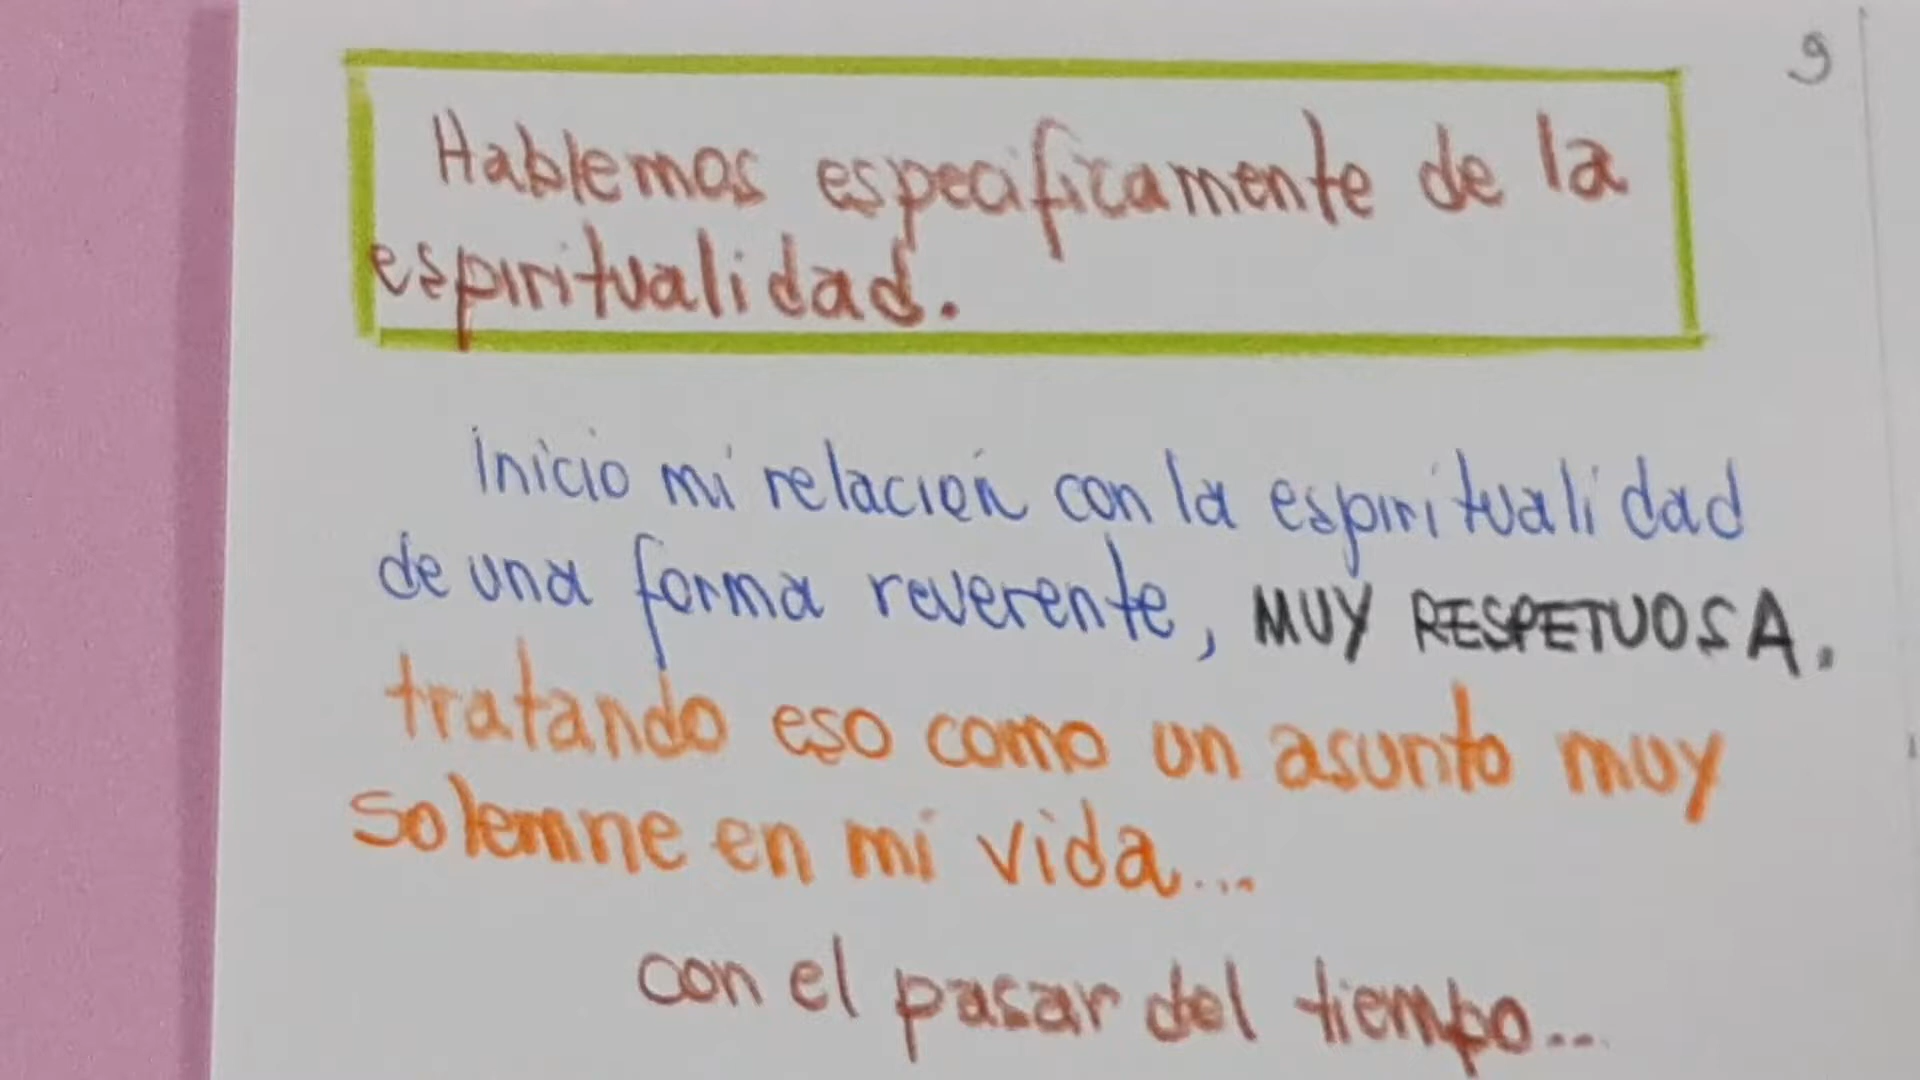 9
Hablemos especificamente de la
espiritualidad.
Inicio mi relación con la espiritualidad
de una forma reverente, MUY RESPETUOSA.
tratando eso como un asunto muy
solemne en mi vida...
con el pasar del tiempo...